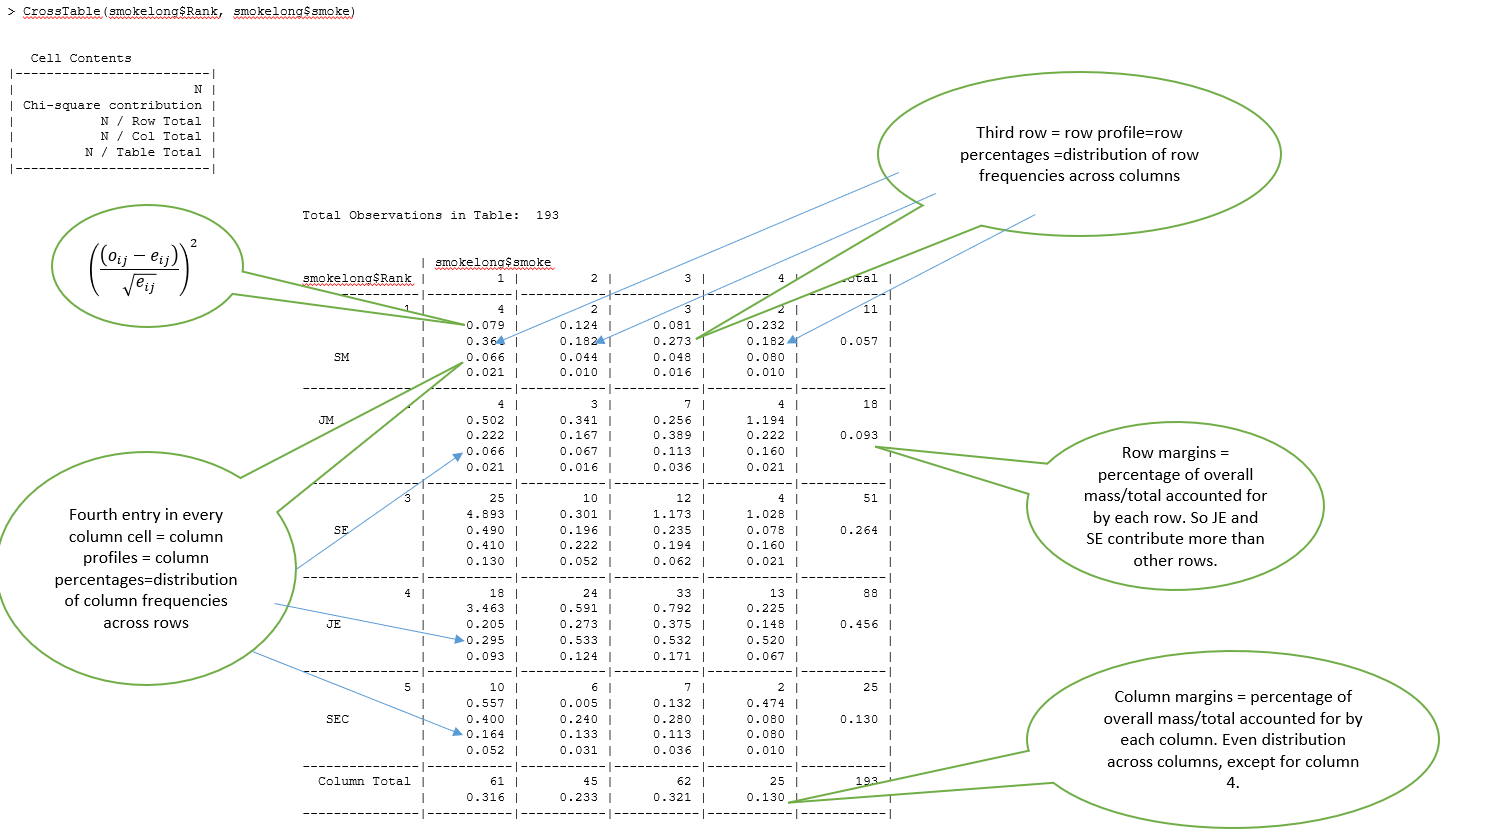 > CrossTable(smokelong$Rank, smokelong$smoke)
Cell Contents
|-------------------------|
| N |
| Chi-square contribution |
| N / Row Total |
| N / Col Total |
| N / Table Total |
|-------------------------|
Third row = row profile=row
percentages =distribution of row
frequencies across columns
((o_ij − e_ij) / √e_ij)²
Total Observations in Table: 193
| smokelong$smoke
smokelong$Rank | 1 | 2 | 3 | 4 |
---------------|-----------|-----------|-----------|-----------|-----------|
1 | 4 | 2 | 3 | 2 | 11 |
| 0.079 | 0.124 | 0.081 | 0.232 | |
| 0.364 | 0.182 | 0.273 | 0.182 | 0.057 |
SM | 0.066 | 0.044 | 0.048 | 0.080 | |
| 0.021 | 0.010 | 0.016 | 0.010 | |
---------------|-----------|-----------|-----------|-----------|-----------|
| 4 | 3 | 7 | 4 | 18 |
JM | 0.502 | 0.341 | 0.256 | 1.194 | |
| 0.222 | 0.167 | 0.389 | 0.222 | 0.093 |
| 0.066 | 0.067 | 0.113 | 0.160 | |
| 0.021 | 0.016 | 0.036 | 0.021 | |
---------------|-----------|-----------|-----------|-----------|-----------|
3 | 25 | 10 | 12 | 4 | 51 |
| 4.893 | 0.301 | 1.173 | 1.028 | |
SE | 0.490 | 0.196 | 0.235 | 0.078 | 0.264 |
| 0.410 | 0.222 | 0.194 | 0.160 | |
| 0.130 | 0.052 | 0.062 | 0.021 | |
---------------|-----------|-----------|-----------|-----------|-----------|
4 | 18 | 24 | 33 | 13 | 88 |
| 3.463 | 0.591 | 0.792 | 0.225 | |
JE | 0.205 | 0.273 | 0.375 | 0.148 | 0.456 |
| 0.295 | 0.533 | 0.532 | 0.520 | |
| 0.093 | 0.124 | 0.171 | 0.067 | |
---------------|-----------|-----------|-----------|-----------|-----------|
5 | 10 | 6 | 7 | 2 | 25 |
| 0.557 | 0.005 | 0.132 | 0.474 | |
SEC | 0.400 | 0.240 | 0.280 | 0.080 | 0.130 |
| 0.164 | 0.133 | 0.113 | 0.080 | |
| 0.052 | 0.031 | 0.036 | 0.010 | |
---------------|-----------|-----------|-----------|-----------|-----------|
Column Total | 61 | 45 | 62 | 25 | 193 |
| 0.316 | 0.233 | 0.321 | 0.130 | |
---------------|-----------|-----------|-----------|-----------|-----------|
Row margins =
percentage of overall
mass/total accounted for
by each row. So JE and
SE contribute more than
other rows.
Fourth entry in every
column cell = column
profiles = column
percentages=distribution
of column frequencies
across rows
Column margins = percentage of
overall mass/total accounted for by
each column. Even distribution
across columns, except for column
4.